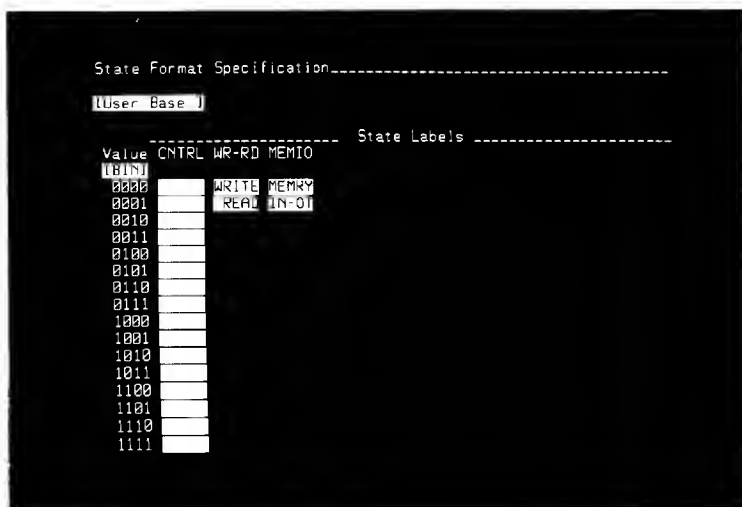 State Format Specification
[User Base ]
State Labels
Value CNTRL WR-RD MEMIO
[BIN]
0000 WRITE MEMRY
0001 READ IN-OT
0010
0011
0100
0101
0110
0111
1000
1001
1010
1011
1100
1101
1110
1111